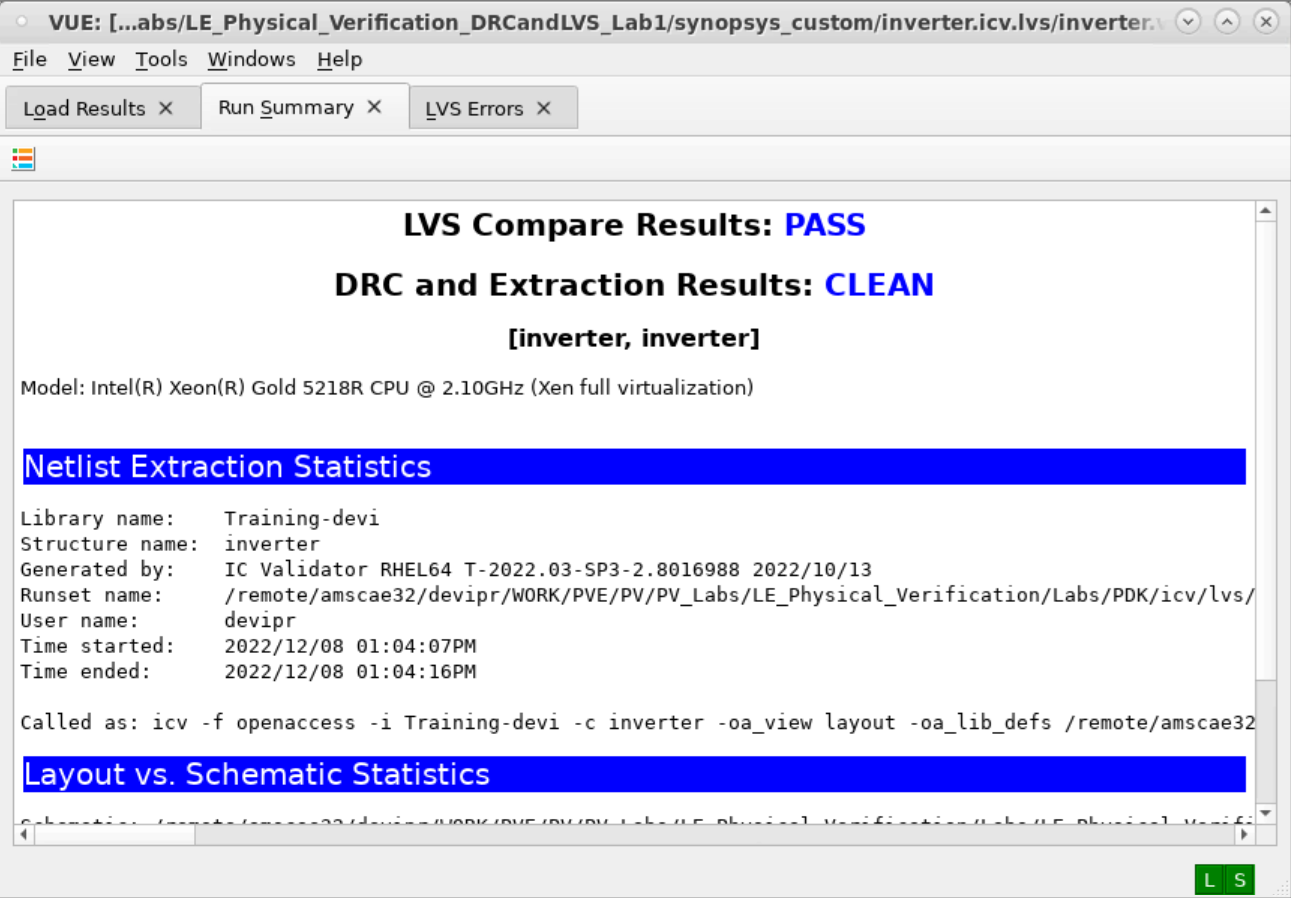 VUE: [...abs/LE_Physical_Verification_DRCandLVS_Lab1/synopsys_custom/inverter.icv.lvs/inverter.
File View Tools Windows Help
Load Results Run Summary LVS Errors
LVS Compare Results: PASS
DRC and Extraction Results: CLEAN
[inverter, inverter]
Model: Intel(R) Xeon(R) Gold 5218R CPU @ 2.10GHz (Xen full virtualization)
Netlist Extraction Statistics
Library name: Training-devi
Structure name: inverter
Generated by: IC Validator RHEL64 T-2022.03-SP3-2.8016988 2022/10/13
Runset name: /remote/amscae32/devipr/WORK/PVE/PV/PV_Labs/LE_Physical_Verification/Labs/PDK/icv/lvs/
User name: devipr
Time started: 2022/12/08 01:04:07PM
Time ended: 2022/12/08 01:04:16PM
Called as: icv -f openaccess -i Training-devi -c inverter -oa_view layout -oa_lib_defs /remote/amscae32
Layout vs. Schematic Statistics
L S